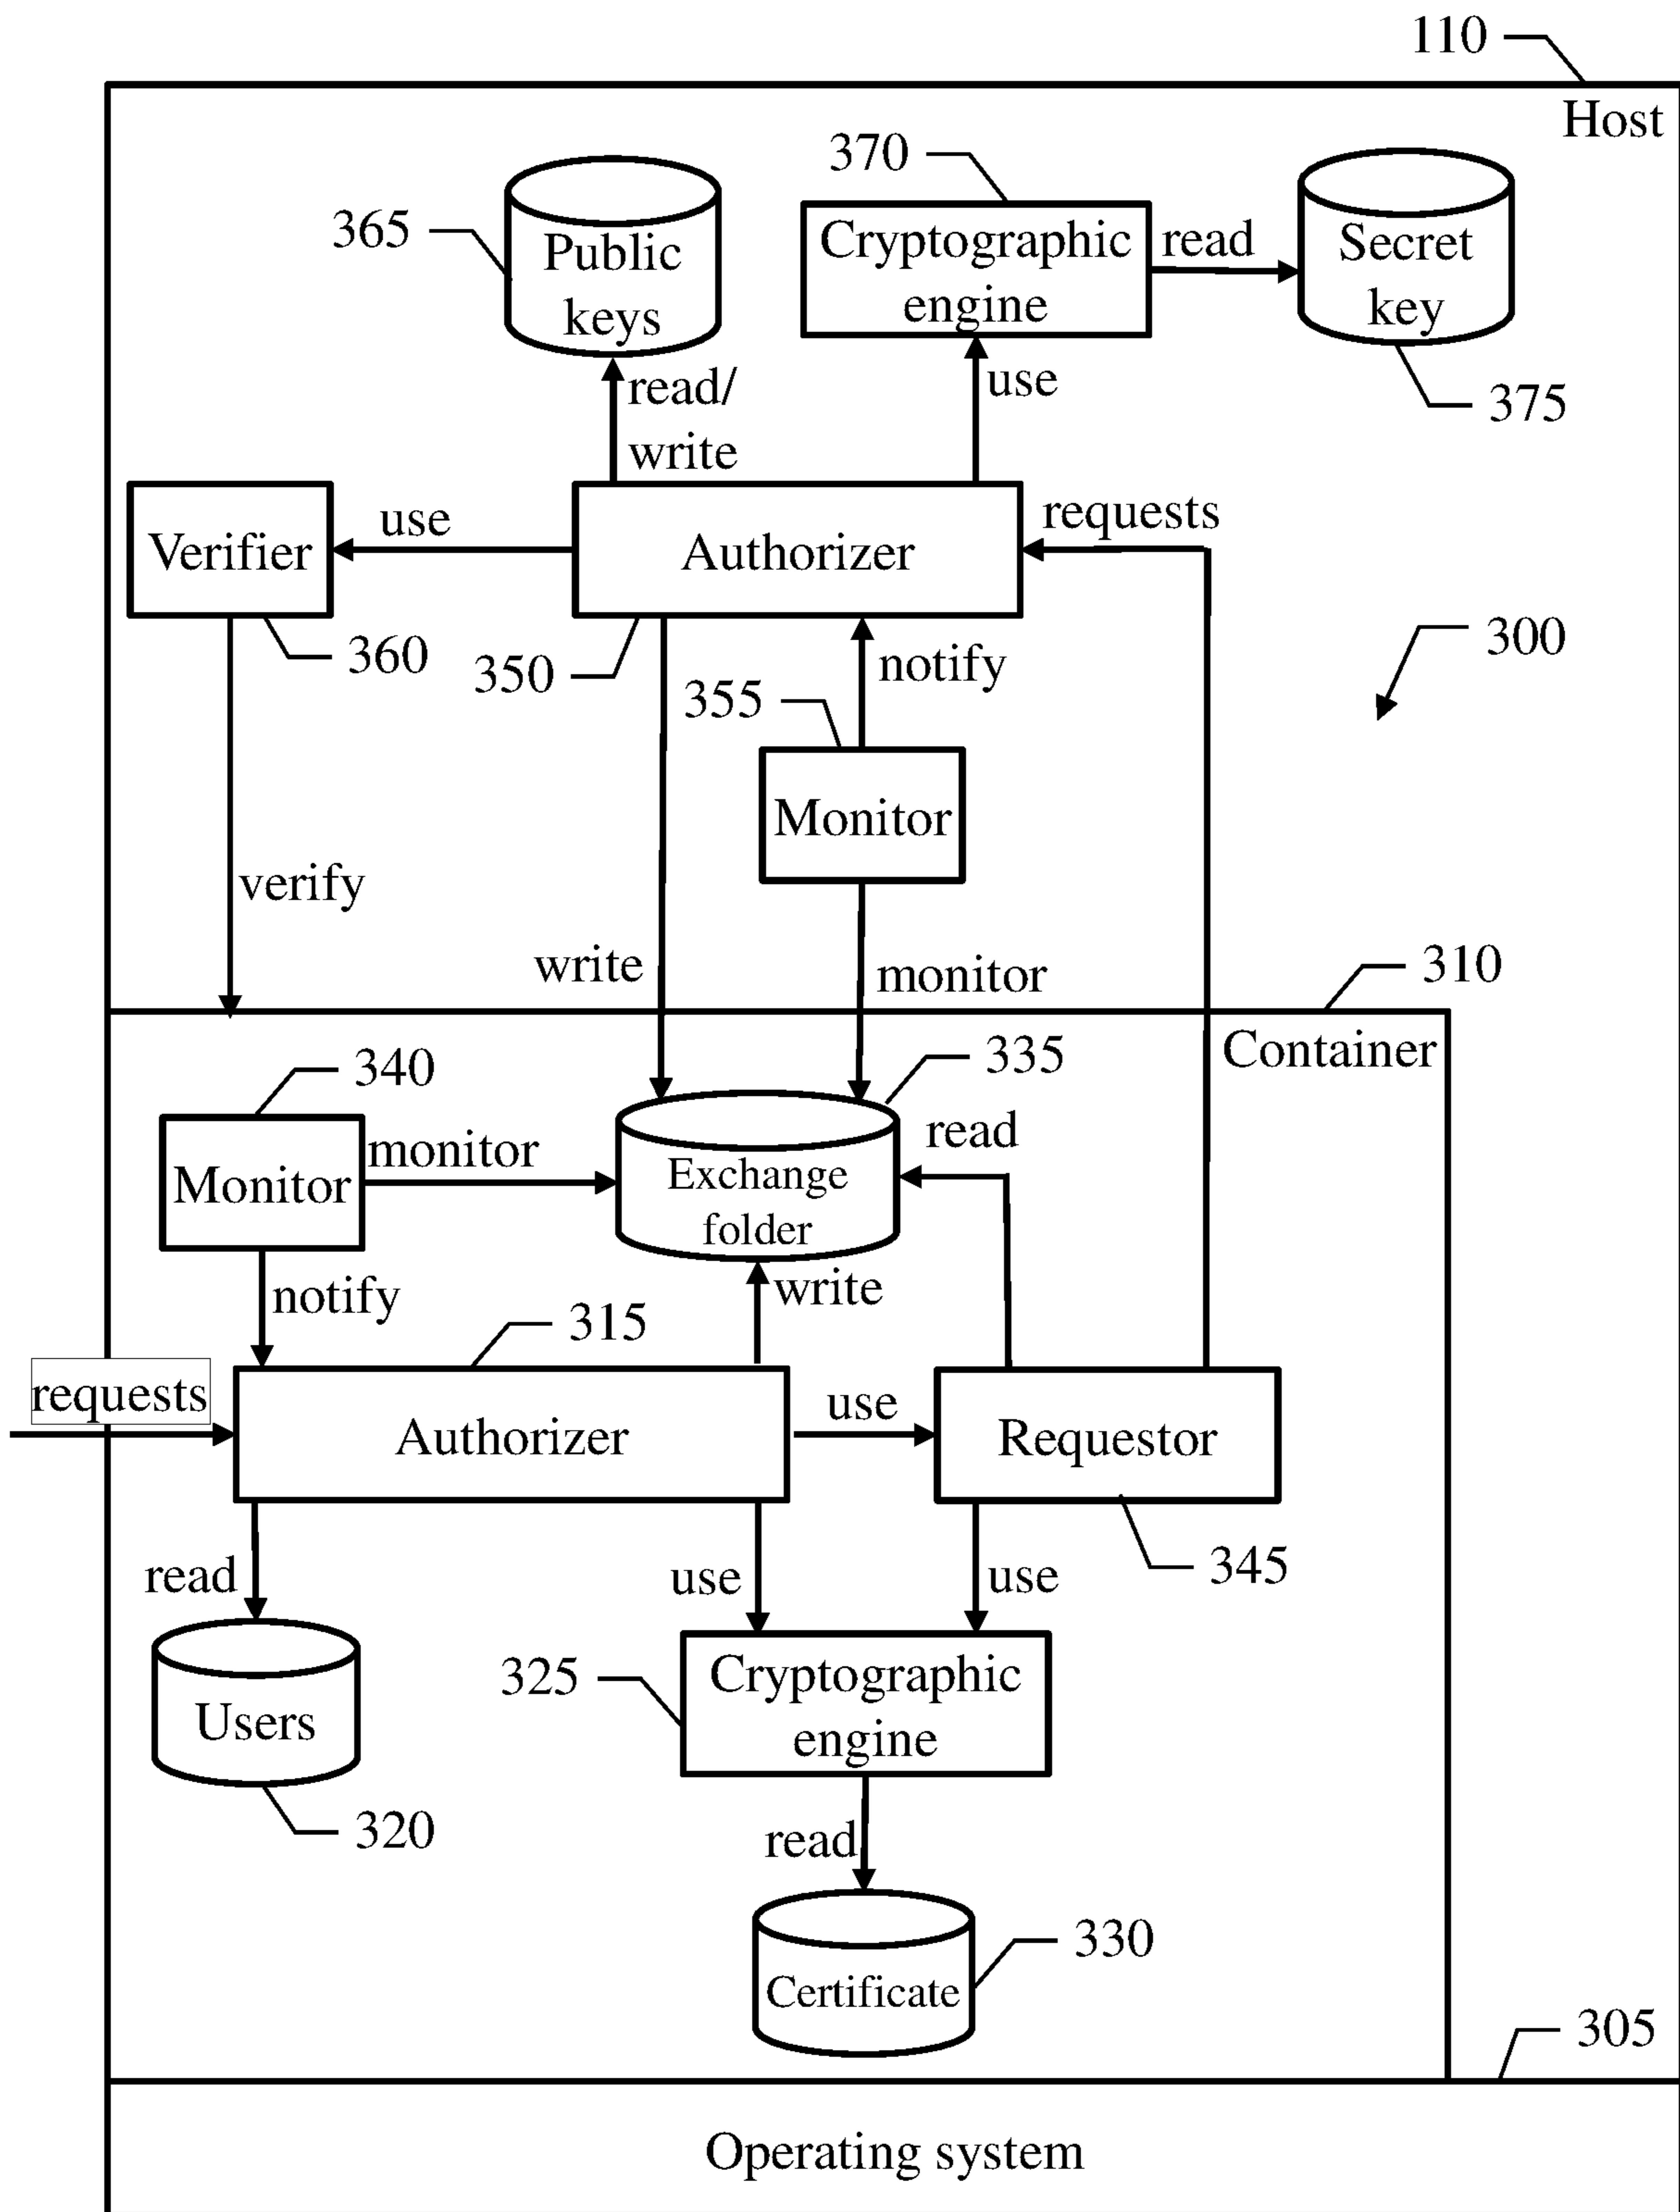 110
Host
370
365
Public
keys
Cryptographic
engine
read
Secret
key
375
read/
write
use
Verifier
use
Authorizer
requests
360
350
notify
300
355
Monitor
verify
write
monitor
310
Container
340
335
Monitor
monitor
Exchange
folder
read
notify
write
315
requests
Authorizer
use
Requestor
345
read
use
use
Users
325
Cryptographic
engine
320
read
Certificate
330
305
Operating system